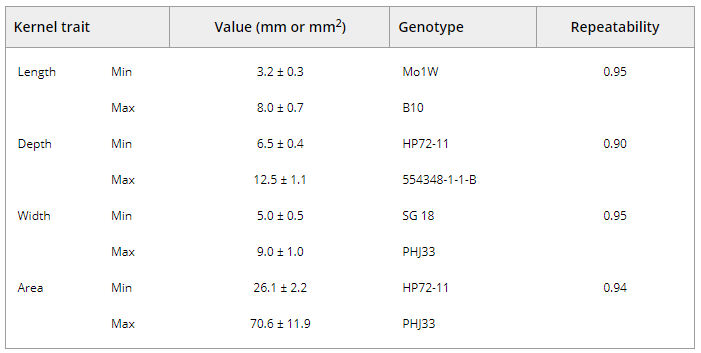 Kernel trait Value (mm or mm²) Genotype Repeatability
Length Min 3.2 ± 0.3 Mo1W 0.95
Max 8.0 ± 0.7 B10
Depth Min 6.5 ± 0.4 HP72-11 0.90
Max 12.5 ± 1.1 554348-1-1-B
Width Min 5.0 ± 0.5 SG 18 0.95
Max 9.0 ± 1.0 PHJ33
Area Min 26.1 ± 2.2 HP72-11 0.94
Max 70.6 ± 11.9 PHJ33